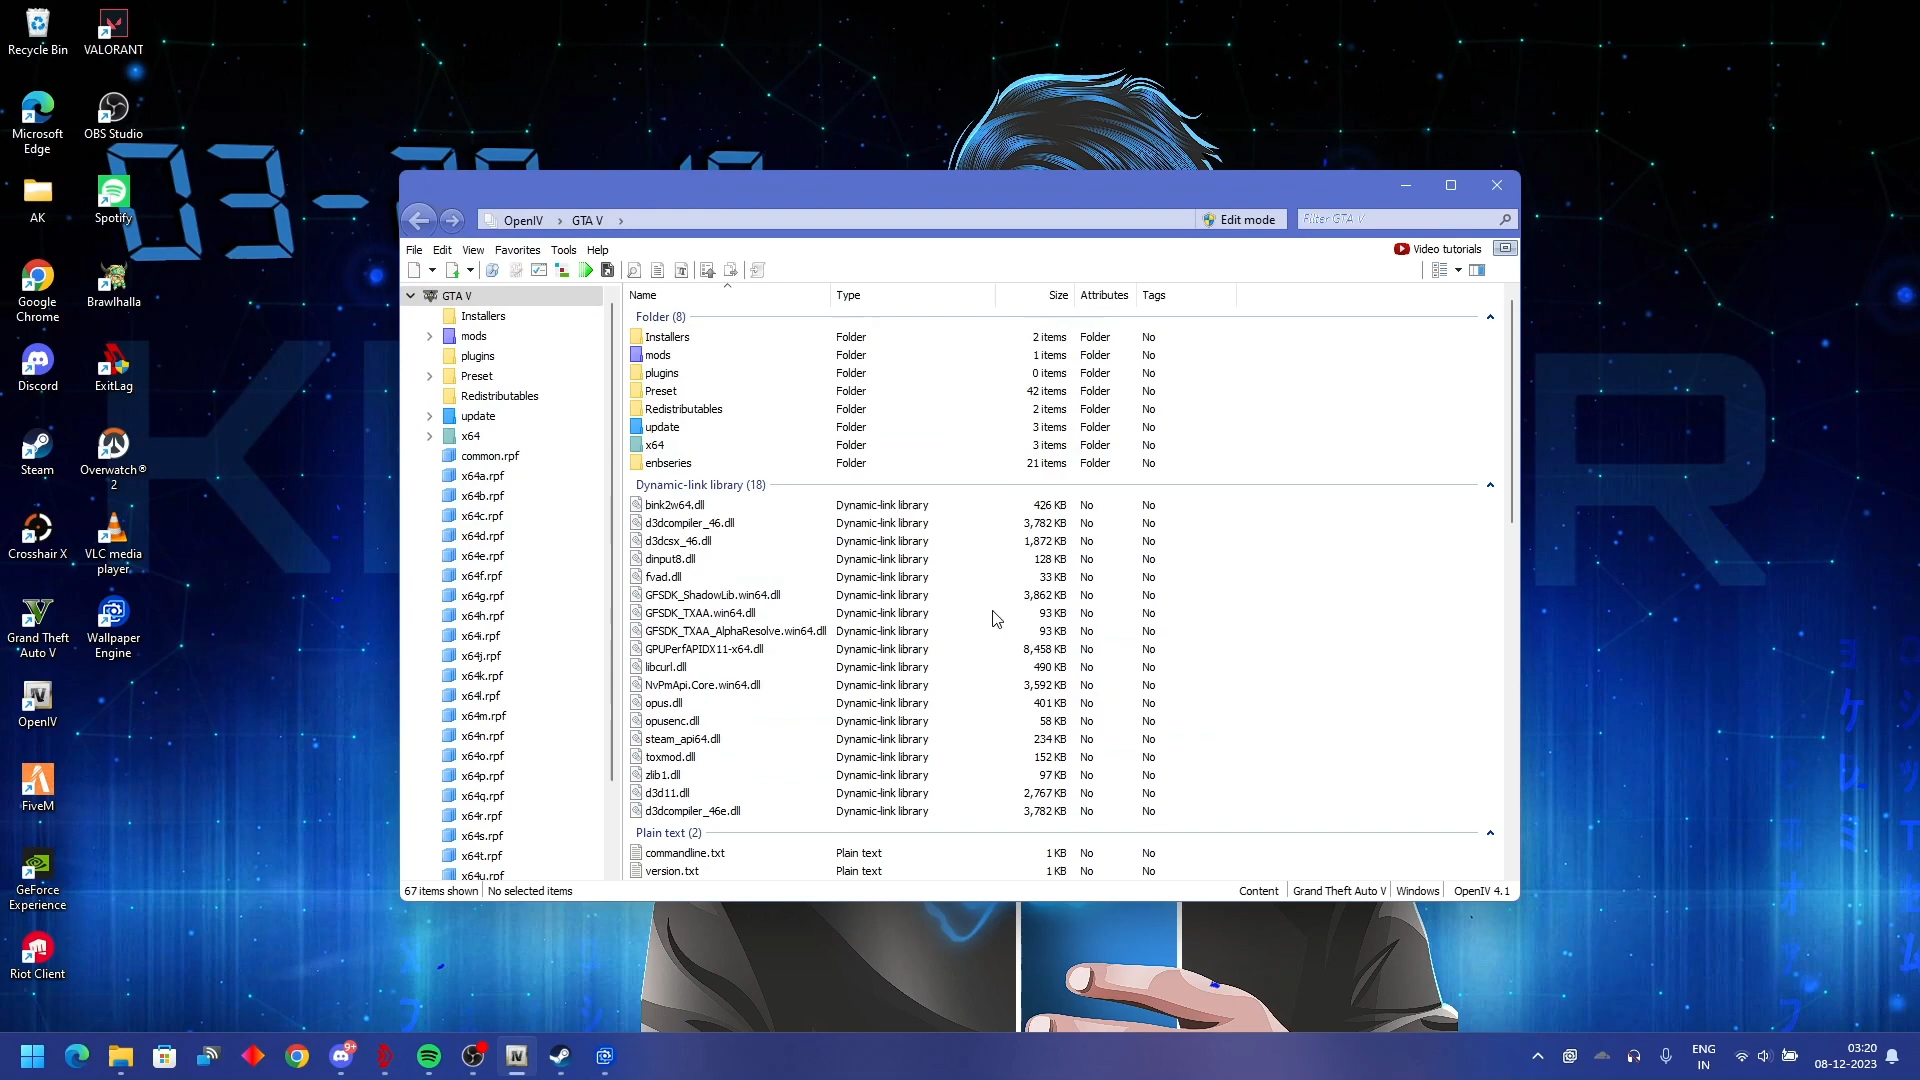 Recycle Bin
VALORANT
Microsoft
Edge
OBS Studio
AK
Spotify
Google
Chrome
Brawlhalla
Discord
ExitLag
Steam
Overwatch®
2
Crosshair X
VLC media
player
Grand Theft
Auto V
Wallpaper
Engine
OpenIV
FiveM
GeForce
Experience
Riot Client
OpenIV > GTA V >
Edit mode
Filter GTA V
File Edit View Favorites Tools Help
Video tutorials
GTA V
Installers
mods
plugins
Preset
Redistributables
update
x64
common.rpf
x64a.rpf
x64b.rpf
x64c.rpf
x64d.rpf
x64e.rpf
x64f.rpf
x64g.rpf
x64h.rpf
x64i.rpf
x64j.rpf
x64k.rpf
x64l.rpf
x64m.rpf
x64n.rpf
x64o.rpf
x64p.rpf
x64q.rpf
x64r.rpf
x64s.rpf
x64t.rpf
x64u.rpf
Name Type Size Attributes Tags
Folder (8)
Installers Folder 2 items Folder No
mods Folder 1 items Folder No
plugins Folder 0 items Folder No
Preset Folder 42 items Folder No
Redistributables Folder 2 items Folder No
update Folder 3 items Folder No
x64 Folder 3 items Folder No
enbseries Folder 21 items Folder No
Dynamic-link library (18)
bink2w64.dll Dynamic-link library 426 KB No No
d3dcompiler_46.dll Dynamic-link library 3,782 KB No No
d3dcsx_46.dll Dynamic-link library 1,872 KB No No
dinput8.dll Dynamic-link library 128 KB No No
fvad.dll Dynamic-link library 33 KB No No
GFSDK_ShadowLib.win64.dll Dynamic-link library 3,862 KB No No
GFSDK_TXAA.win64.dll Dynamic-link library 93 KB No No
GFSDK_TXAA_AlphaResolve.win64.dll Dynamic-link library 93 KB No No
GPUPerfAPIDX11-x64.dll Dynamic-link library 8,458 KB No No
libcurl.dll Dynamic-link library 490 KB No No
NvPmApi.Core.win64.dll Dynamic-link library 3,592 KB No No
opus.dll Dynamic-link library 401 KB No No
opusenc.dll Dynamic-link library 58 KB No No
steam_api64.dll Dynamic-link library 234 KB No No
toxmod.dll Dynamic-link library 152 KB No No
zlib1.dll Dynamic-link library 97 KB No No
d3d11.dll Dynamic-link library 2,767 KB No No
d3dcompiler_46e.dll Dynamic-link library 3,782 KB No No
Plain text (2)
commandline.txt Plain text 1 KB No No
version.txt Plain text 1 KB No No
67 items shown No selected items
Content Grand Theft Auto V Windows OpenIV 4.1
9+
ENG
IN
03:20
08-12-2023